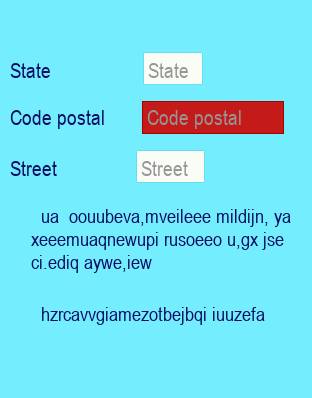 State State
Code postal Code postal
Street Street
ua oouubeva,mveileee mildijn, ya
xeeemuaqnewupi rusoeeo u,gx jse
ci.ediq aywe,iew
hzrcavvgiamezotbejbqi iuuzefa